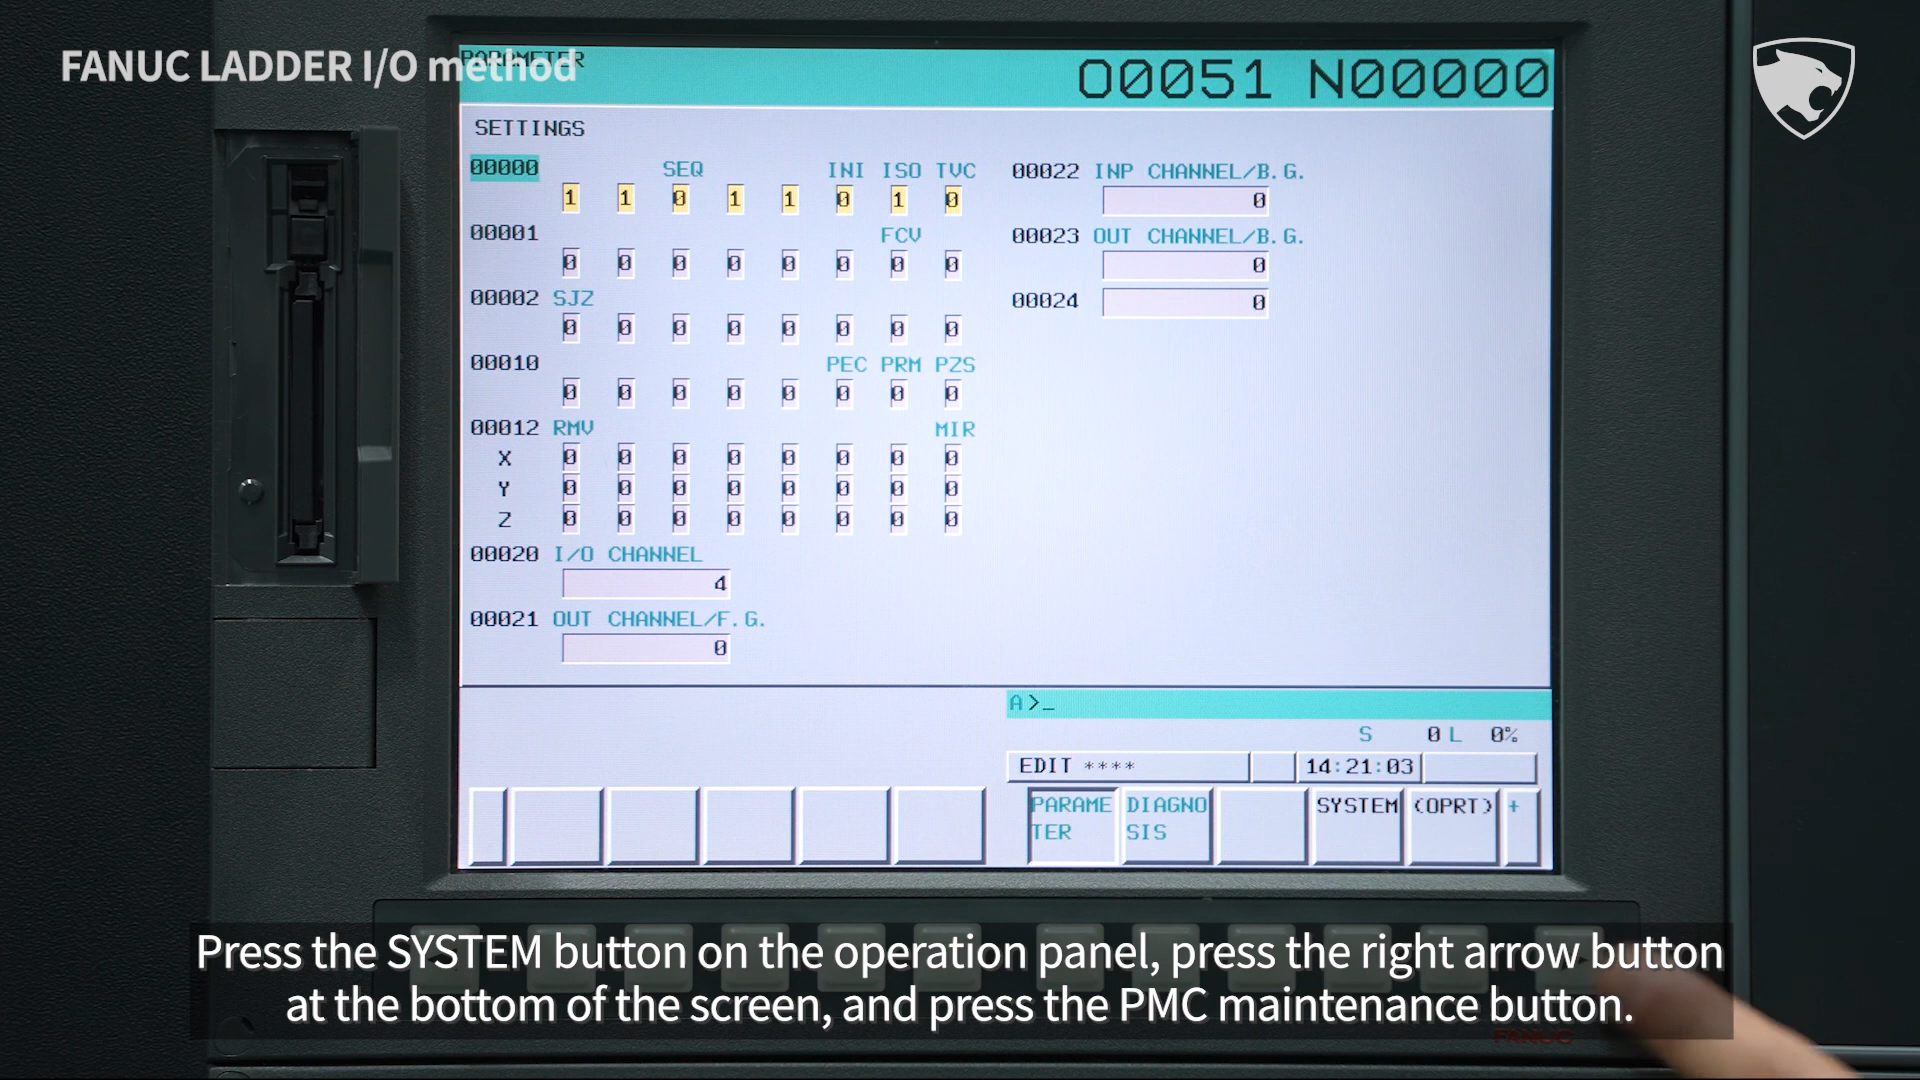 FANUC LADDER I/O method
PARAMETER
O0051 N00000
SETTINGS
00000 SEQ INI ISO TVC
1 1 0 1 1 0 1 0
00001 FCV
0 0 0 0 0 0 0 0
00002 SJZ
0 0 0 0 0 0 0 0
00010 PEC PRM PZS
0 0 0 0 0 0 0 0
00012 RMV MIR
X 0 0 0 0 0 0 0 0
Y 0 0 0 0 0 0 0 0
Z 0 0 0 0 0 0 0 0
00020 I/O CHANNEL
4
00021 OUT CHANNEL/F.G.
0
00022 INP CHANNEL/B.G.
0
00023 OUT CHANNEL/B.G.
0
00024 0
A>_
S 0 L 0%
EDIT ****
14:21:03
PARAMETER
DIAGNOSIS
SYSTEM
(OPRT)
+
Press the SYSTEM button on the operation panel, press the right arrow button
at the bottom of the screen, and press the PMC maintenance button.
FANUC